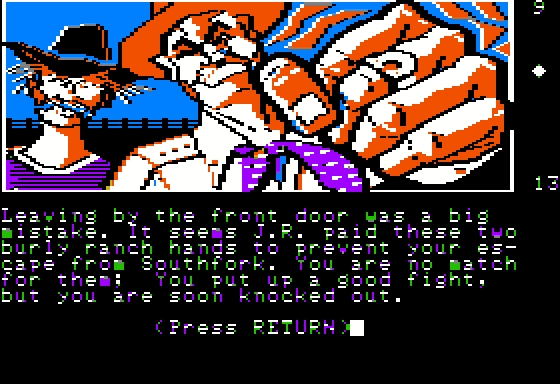 9
13
Leaving by the front door was a big
mistake. It seems J.R. paid these two
burly ranch hands to prevent your es-
cape from Southfork. You are no match
for them; You put up a good fight,
but you are soon knocked out.
(Press RETURN)